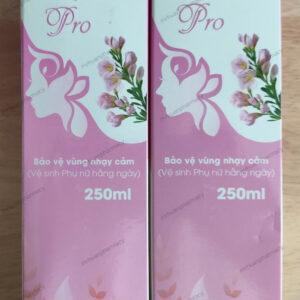 Pro
Pro
Bảo vệ vùng nhạy cảm
(Vệ sinh Phụ nữ hằng ngày)
250ml
Bảo vệ vùng nhạy cảm
(Vệ sinh Phụ nữ hằng ngày)
250ml